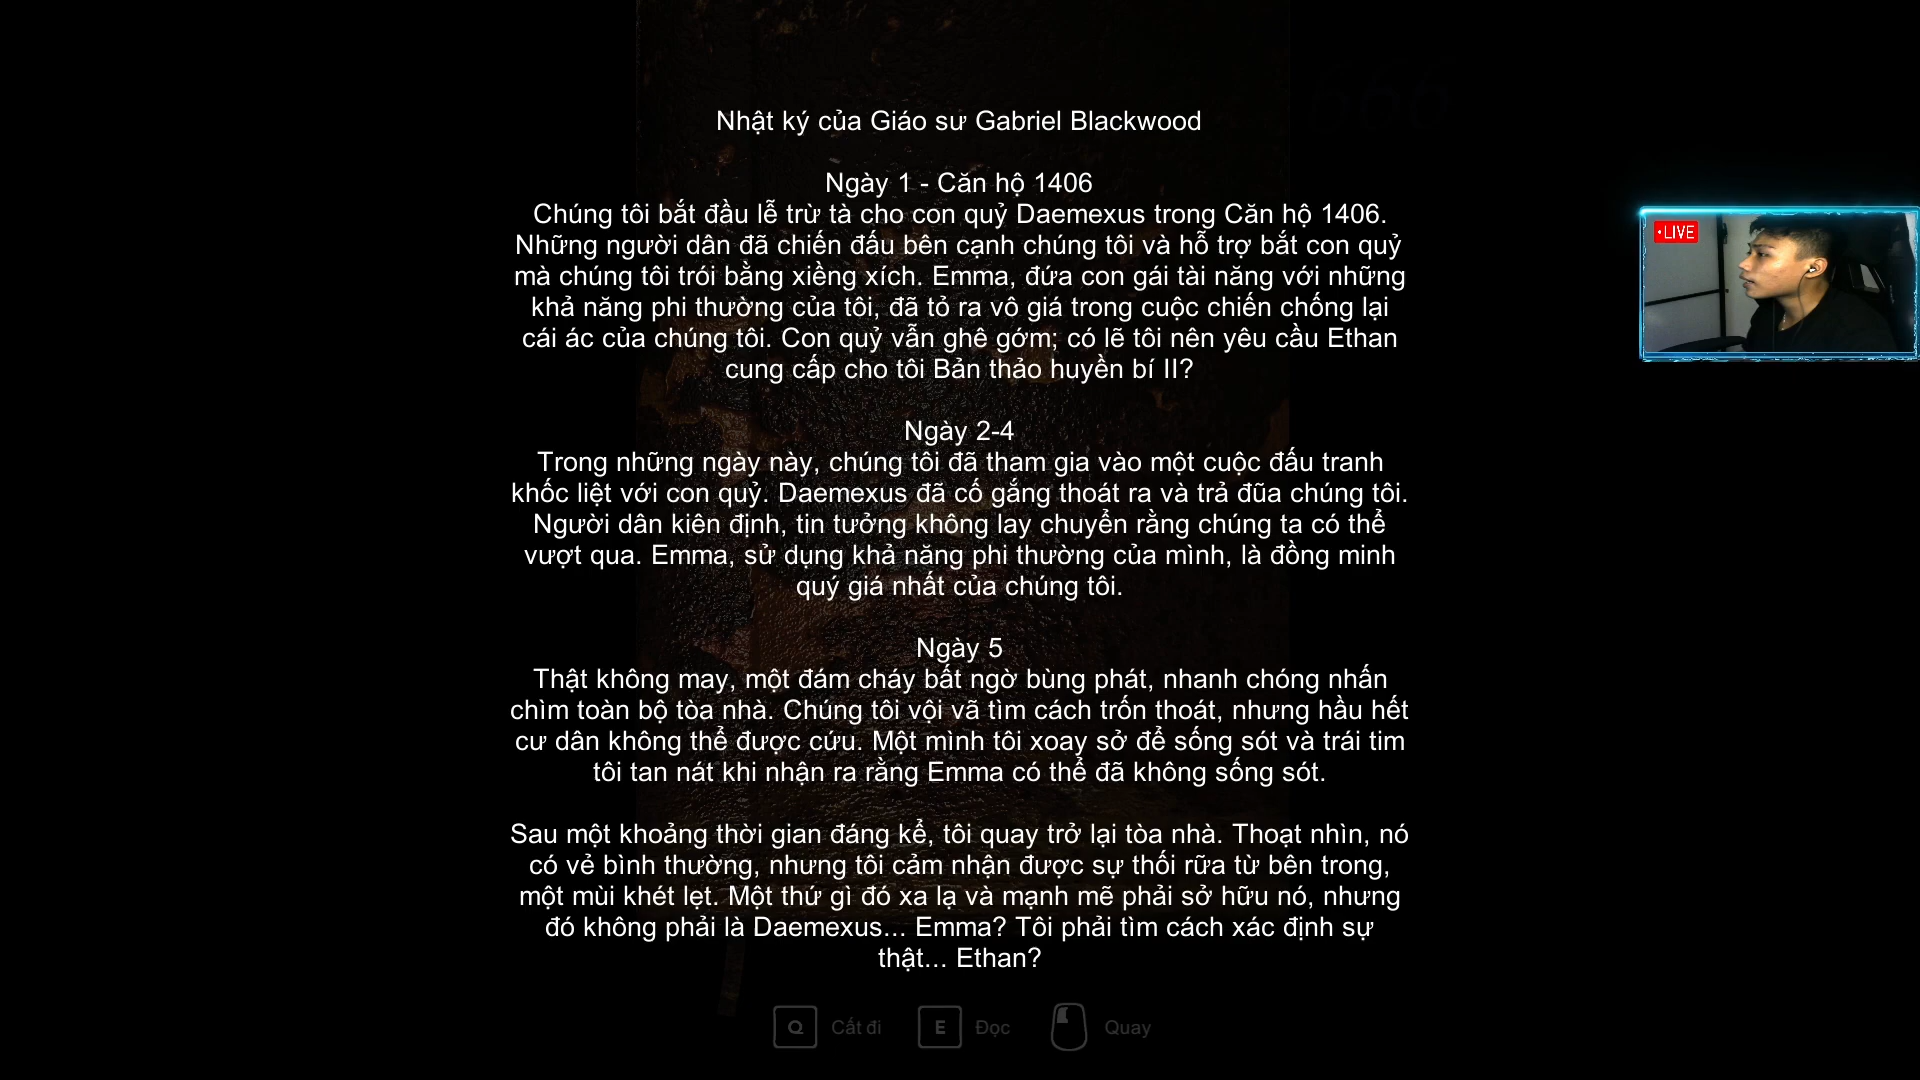 Nhật ký của Giáo sư Gabriel Blackwood
Ngày 1 - Căn hộ 1406
Chúng tôi bắt đầu lễ trừ tà cho con quỷ Daemexus trong Căn hộ 1406.
Những người dân đã chiến đấu bên cạnh chúng tôi và hỗ trợ bắt con quỷ
mà chúng tôi trói bằng xiềng xích. Emma, đứa con gái tài năng với những
khả năng phi thường của tôi, đã tỏ ra vô giá trong cuộc chiến chống lại
cái ác của chúng tôi. Con quỷ vẫn ghê gớm; có lẽ tôi nên yêu cầu Ethan
cung cấp cho tôi Bản thảo huyền bí II?
Ngày 2-4
Trong những ngày này, chúng tôi đã tham gia vào một cuộc đấu tranh
khốc liệt với con quỷ. Daemexus đã cố gắng thoát ra và trả đũa chúng tôi.
Người dân kiên định, tin tưởng không lay chuyển rằng chúng ta có thể
vượt qua. Emma, sử dụng khả năng phi thường của mình, là đồng minh
quý giá nhất của chúng tôi.
Ngày 5
Thật không may, một đám cháy bất ngờ bùng phát, nhanh chóng nhấn
chìm toàn bộ tòa nhà. Chúng tôi vội vã tìm cách trốn thoát, nhưng hầu hết
cư dân không thể được cứu. Một mình tôi xoay sở để sống sót và trái tim
tôi tan nát khi nhận ra rằng Emma có thể đã không sống sót.
Sau một khoảng thời gian đáng kể, tôi quay trở lại tòa nhà. Thoạt nhìn, nó
có vẻ bình thường, nhưng tôi cảm nhận được sự thối rữa từ bên trong,
một mùi khét lẹt. Một thứ gì đó xa lạ và mạnh mẽ phải sở hữu nó, nhưng
đó không phải là Daemexus... Emma? Tôi phải tìm cách xác định sự
thật... Ethan?
Q Cất đi E Đọc Quay
LIVE
666